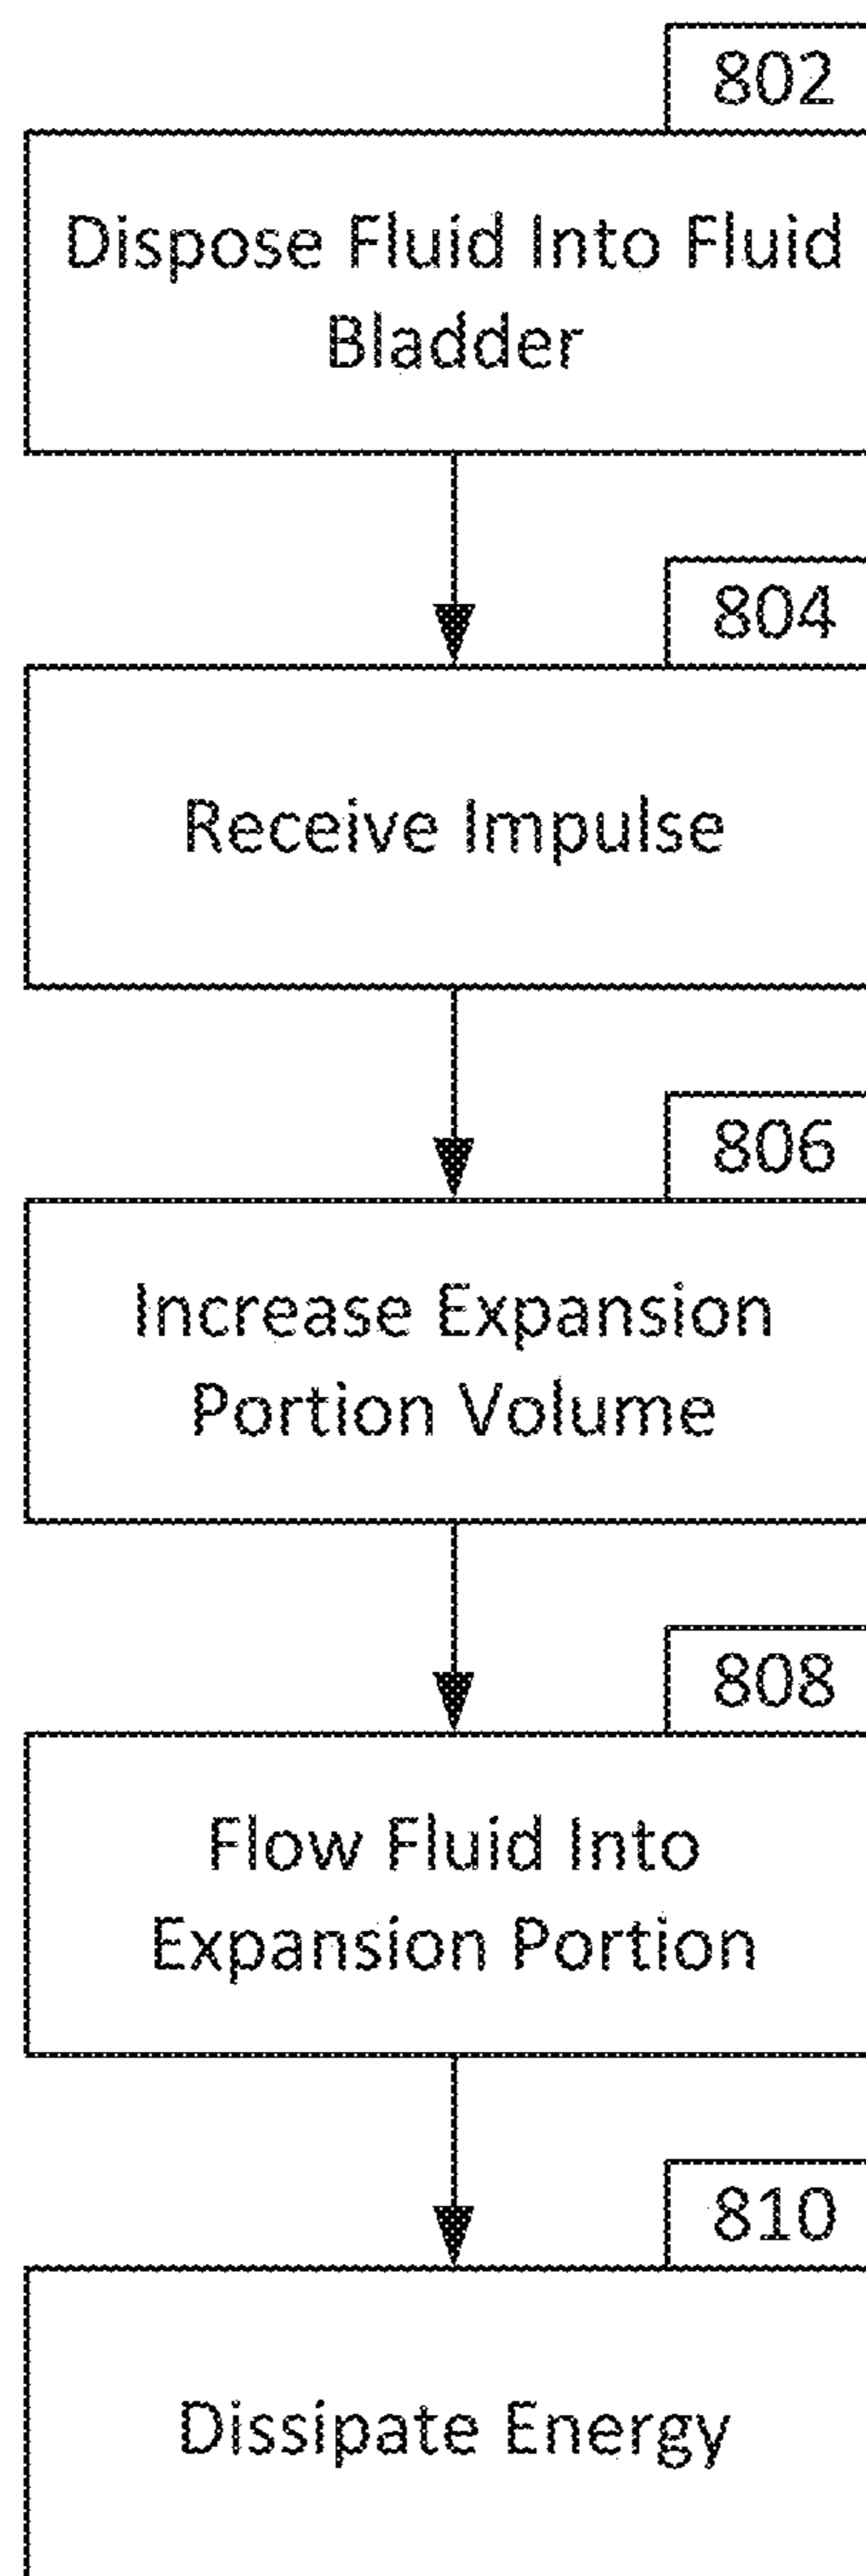 802
Dispose Fluid Into Fluid
Bladder
804
Receive Impulse
806
Increase Expansion
Portion Volume
808
Flow Fluid Into
Expansion Portion
810
Dissipate Energy